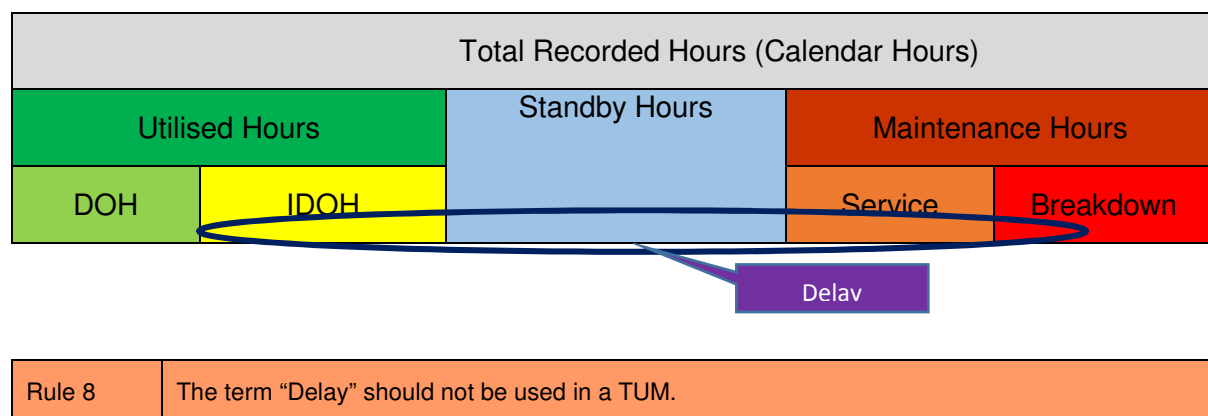 Total Recorded Hours (Calendar Hours)
Utilised Hours
Standby Hours
Maintenance Hours
DOH
IDOH
Service
Breakdown
Delav
Rule 8
The term “Delay” should not be used in a TUM.